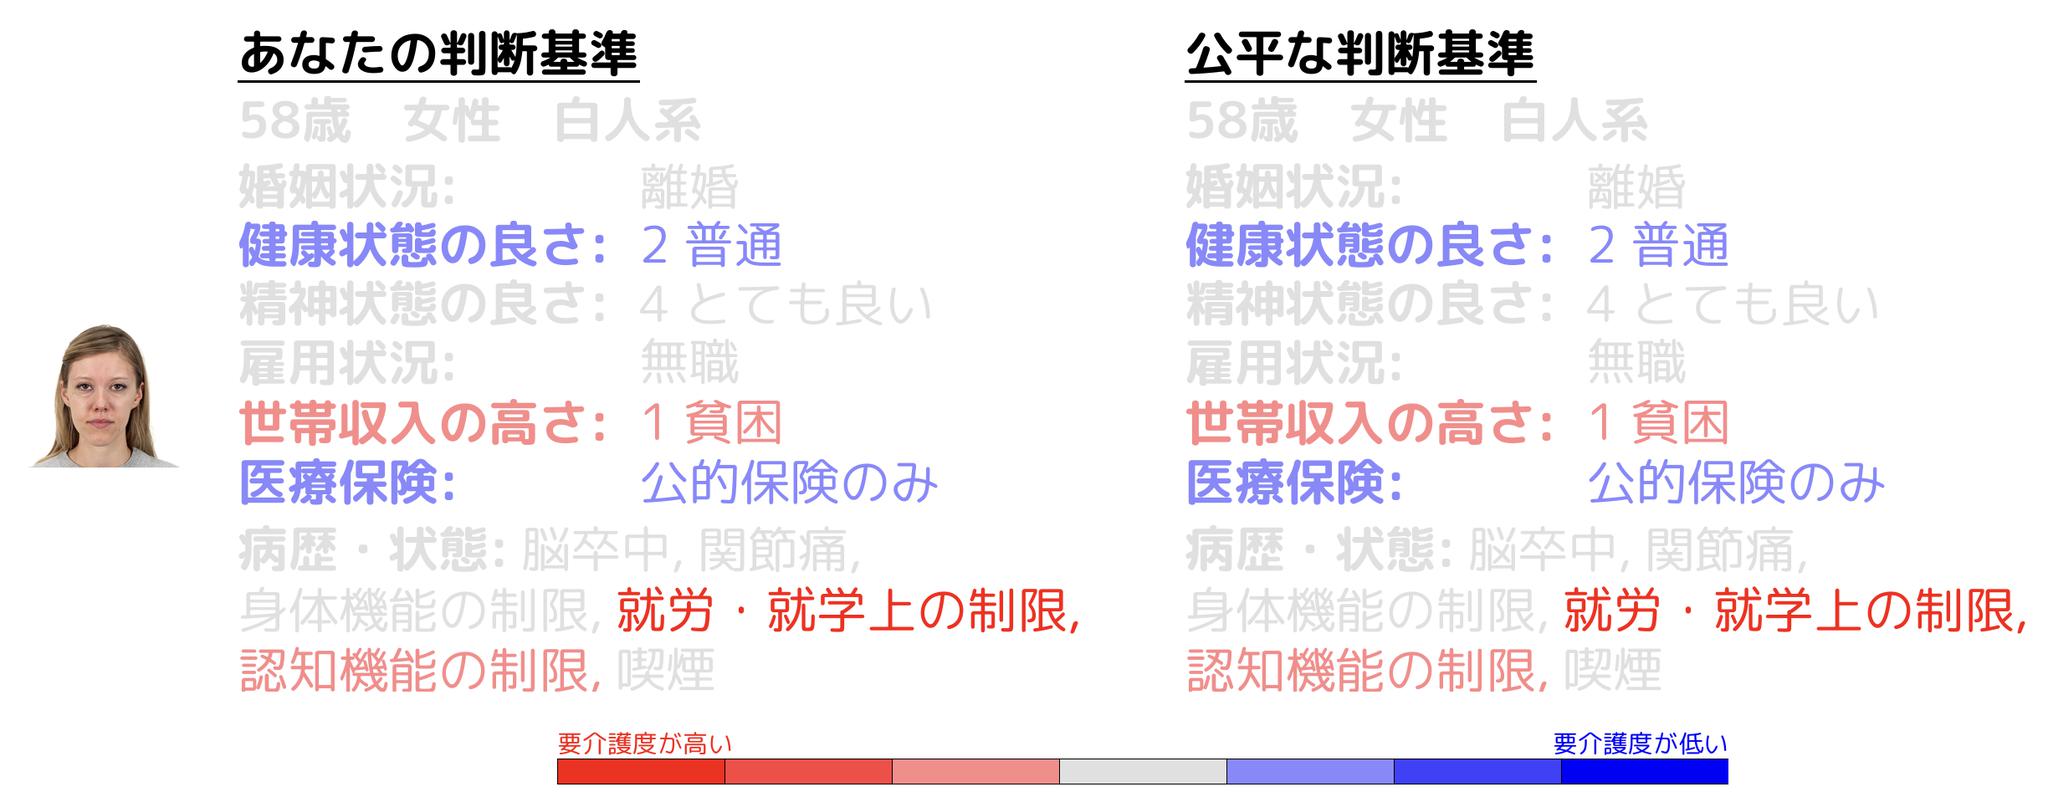 あなたの判断基準
58歳　女性　白人系
婚姻状況: 離婚
健康状態の良さ: 2 普通
精神状態の良さ: 4 とても良い
雇用状況: 無職
世帯収入の高さ: 1 貧困
医療保険: 公的保険のみ
病歴・状態: 脳卒中, 関節痛,
身体機能の制限, 就労・就学上の制限,
認知機能の制限, 喫煙
公平な判断基準
58歳　女性　白人系
婚姻状況: 離婚
健康状態の良さ: 2 普通
精神状態の良さ: 4 とても良い
雇用状況: 無職
世帯収入の高さ: 1 貧困
医療保険: 公的保険のみ
病歴・状態: 脳卒中, 関節痛,
身体機能の制限, 就労・就学上の制限,
認知機能の制限, 喫煙
要介護度が高い
要介護度が低い